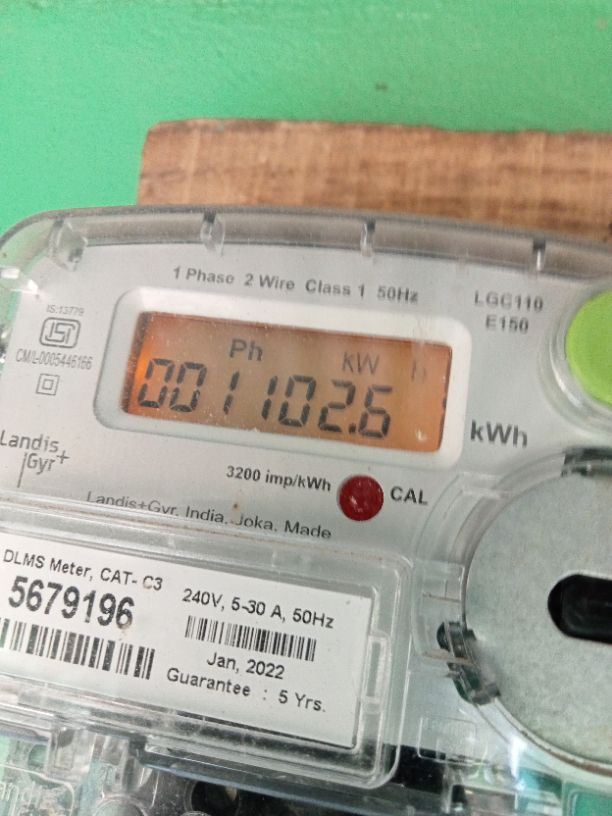 1 Phase 2 Wire Class 1 50Hz
LGC110
E150
IS:13779
ISI
CM/L-0005446166
Ph kW h
001102.6
kWh
Landis
Gyr+
3200 imp/kWh
CAL
Landis+Gyr, India, Joka, Made
DLMS Meter, CAT- C3
5679196
240V, 5-30 A, 50Hz
Jan, 2022
Guarantee : 5 Yrs.